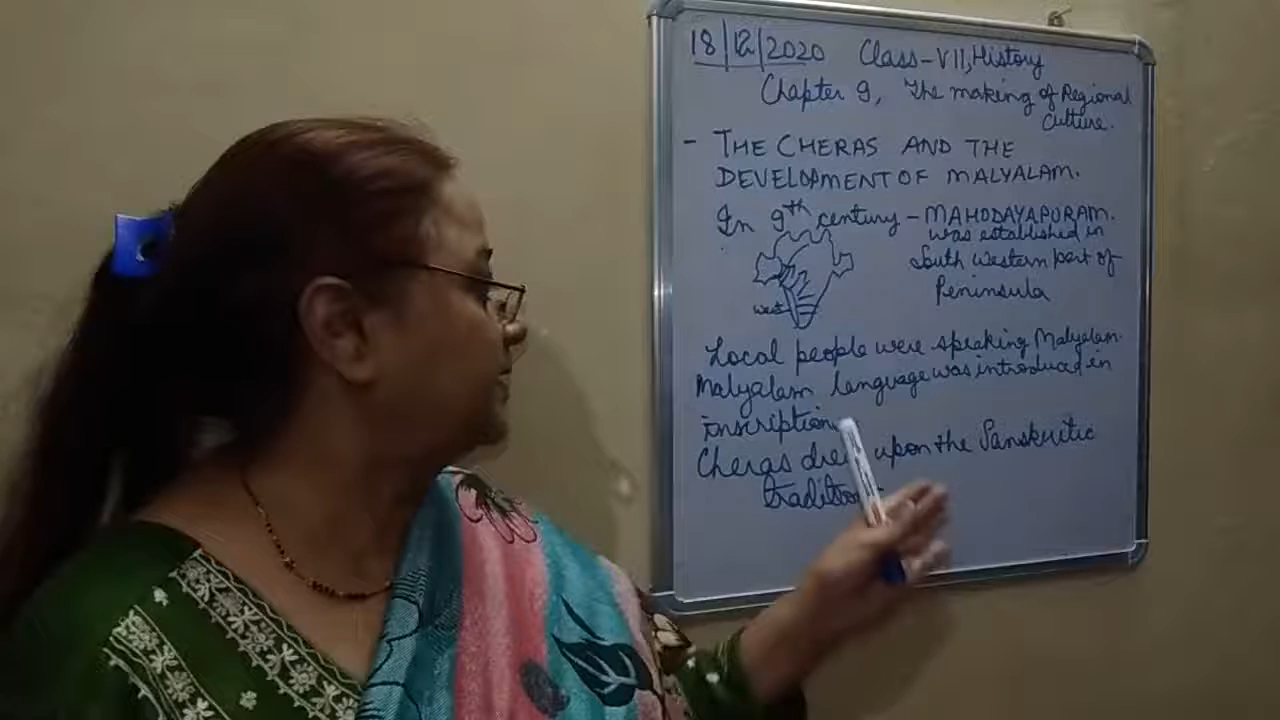 18/12/2020 Class-VII, History
Chapter 9, The making of Regional
Culture.
- THE CHERAS AND THE
DEVELOPMENT OF MALYALAM.
In 9th century - MAHODAYAPURAM.
was established in
South western part of
Peninsula
west
Local people were speaking Malyalam.
Malyalam language was introduced in
inscription
Cheras drew upon the Sanskritic
tradition